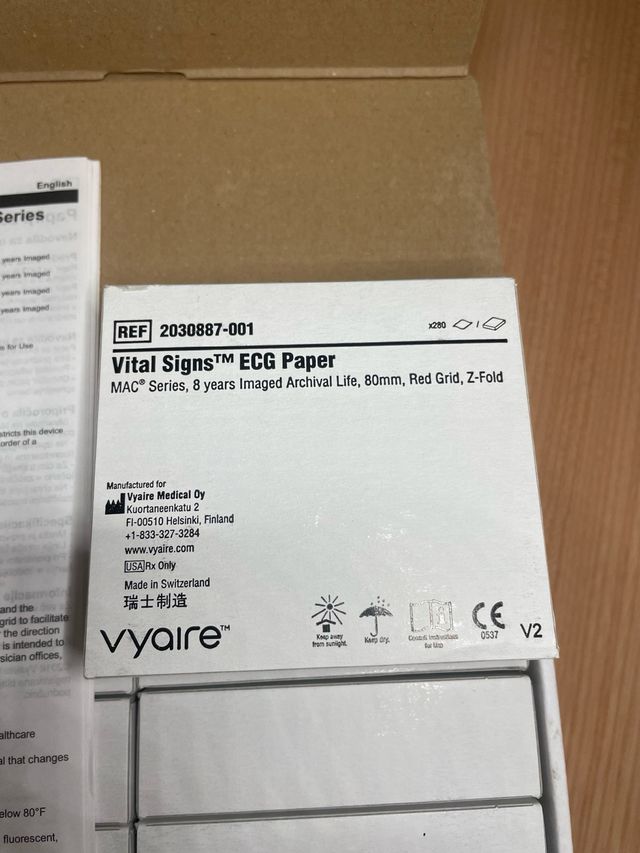 English
Series
years Imaged
years Imaged
years Imaged
years Imaged
s for Use
stricts this device
order of a
and the
grid to facilitate
the direction
is intended to
sician offices,
althcare
al that changes
elow 80°F
fluorescent,
REF 2030887-001
x280 /
Vital Signs™ ECG Paper
MAC® Series, 8 years Imaged Archival Life, 80mm, Red Grid, Z-Fold
Manufactured for
Vyaire Medical Oy
Kuortaneenkatu 2
FI-00510 Helsinki, Finland
+1-833-327-3284
www.vyaire.com
USA Rx Only
Made in Switzerland
瑞士制造
vyaire™
Keep away
from sunlight.
Keep dry.
Consult Instructions
for Use
CE
0537
V2